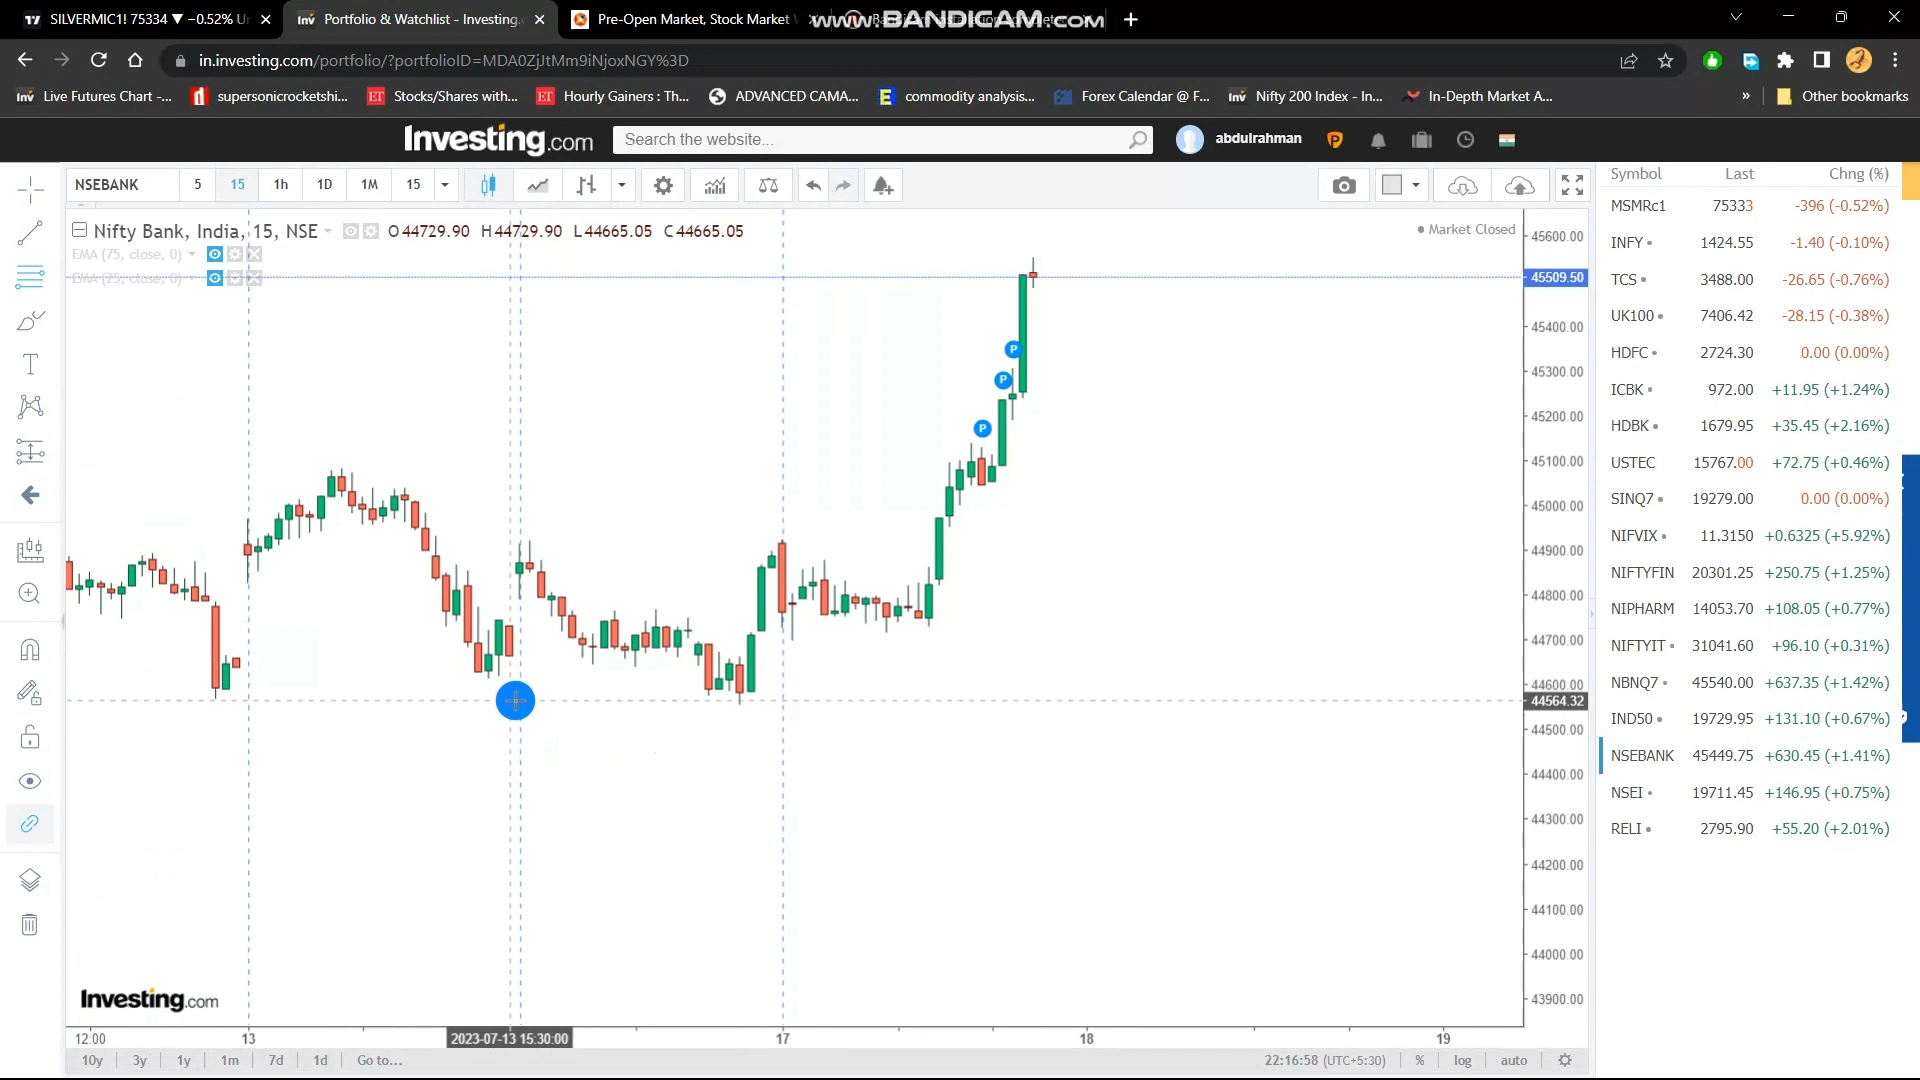 SILVERMIC1! 75334 ▼ −0.52% Ur
Portfolio & Watchlist - Investing.
Pre-Open Market, Stock Market
www.BANDICAM.com
in.investing.com/portfolio/?portfolioID=MDA0ZjJtMm9iNjoxNGY%3D
Live Futures Chart -...
supersonicrocketshi...
Stocks/Shares with...
Hourly Gainers : Th...
ADVANCED CAMA...
commodity analysis...
Forex Calendar @ F...
Nifty 200 Index - In...
In-Depth Market A...
»
Other bookmarks
Investing.com
Search the website...
abdulrahman
NSEBANK 5 15 1h 1D 1M 15
Nifty Bank, India, 15, NSE O44729.90 H44729.90 L44665.05 C44665.05
Market Closed
EMA (75, close, 0)
EMA (25, close, 0)
45600.00
45509.50
45400.00
45300.00
45200.00
45100.00
45000.00
44900.00
44800.00
44700.00
44600.00
44564.32
44500.00
44400.00
44300.00
44200.00
44100.00
44000.00
43900.00
P
P
P
Investing.com
12:00 13 2023-07-13 15:30:00 17 18 19
10y 3y 1y 1m 7d 1d Go to... 22:16:58 (UTC+5:30) % log auto
Symbol Last Chng (%)
MSMRc1 75333 -396 (-0.52%)
INFY 1424.55 -1.40 (-0.10%)
TCS 3488.00 -26.65 (-0.76%)
UK100 7406.42 -28.15 (-0.38%)
HDFC 2724.30 0.00 (0.00%)
ICBK 972.00 +11.95 (+1.24%)
HDBK 1679.95 +35.45 (+2.16%)
USTEC 15767.00 +72.75 (+0.46%)
SINQ7 19279.00 0.00 (0.00%)
NIFVIX 11.3150 +0.6325 (+5.92%)
NIFTYFIN 20301.25 +250.75 (+1.25%)
NIPHARM 14053.70 +108.05 (+0.77%)
NIFTYIT 31041.60 +96.10 (+0.31%)
NBNQ7 45540.00 +637.35 (+1.42%)
IND50 19729.95 +131.10 (+0.67%)
NSEBANK 45449.75 +630.45 (+1.41%)
NSEI 19711.45 +146.95 (+0.75%)
RELI 2795.90 +55.20 (+2.01%)